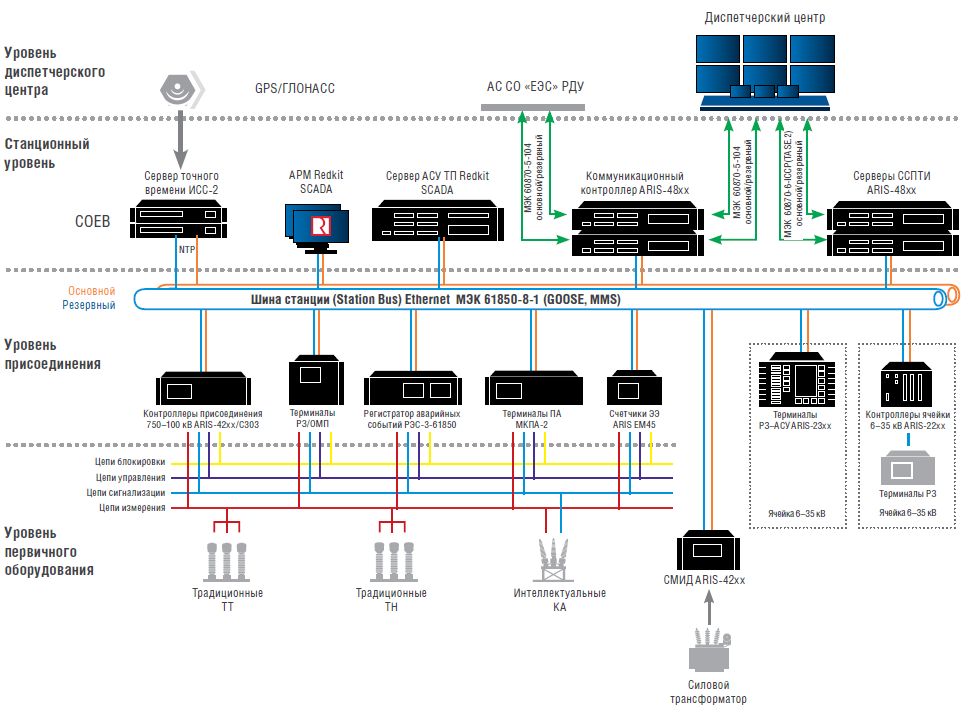 Диспетчерский центр
Уровень
диспетчерского
центра
GPS/ГЛОНАСС
АС СО «ЕЭС» РДУ
Станционный
уровень
Сервер точного
времени ИСС-2
АРМ Redkit
SCADA
Сервер АСУ ТП Redkit
SCADA
МЭК 60870-5-104
основной/резервный
Коммуникационный
контроллер ARIS-48xx
МЭК 60870-5-104
основной/резервный
МЭК 60870-6-ICCP(TASE.2)
основной/резервный
Серверы ССПТИ
ARIS-48xx
СОЕВ
NTP
Основной
Резервный
Шина станции (Station Bus) Ethernet МЭК 61850-8-1 (GOOSE, MMS)
Уровень
присоединения
Контроллеры присоединения
750–100 кВ ARIS-42xx/C303
Терминалы
РЗ/ОМП
Регистратор аварийных
событий РЭС-3-61850
Терминалы ПА
МКПА-2
Счетчики ЭЭ
ARIS EM45
Терминалы
РЗ–АСУ ARIS-23xx
Ячейка 6–35 кВ
Контроллеры ячейки
6–35 кВ ARIS-22xx
Терминалы РЗ
Ячейка 6–35 кВ
Цепи блокировки
Цепи управления
Цепи сигнализации
Цепи измерения
Уровень
первичного
оборудования
Традиционные
ТТ
Традиционные
ТН
Интеллектуальные
КА
СМИД ARIS-42xx
Силовой
трансформатор